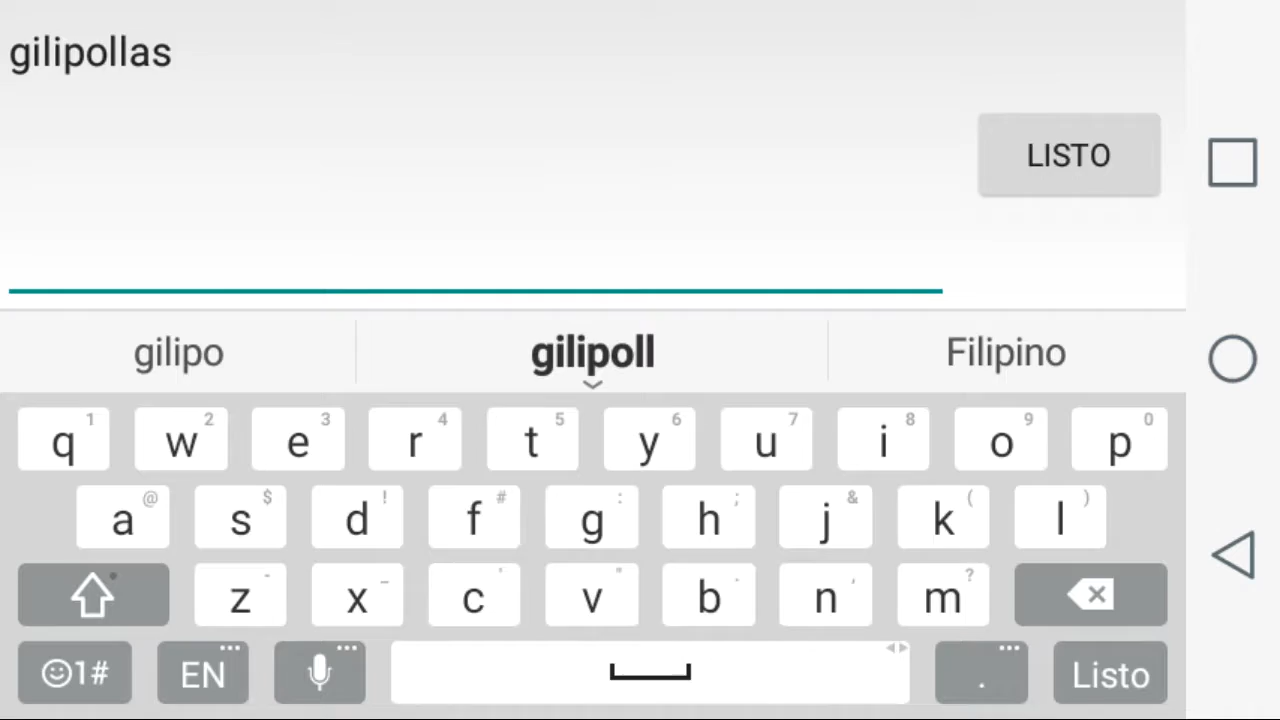 gilipollas
LISTO
gilipo gilipoll Filipino
1 2 3 4 5 6 7 8 9 0
q w e r t y u i o p
@ $ ! # : ; & ( )
a s d f g h j k l
- _ ' " . , ?
z x c v b n m
1# EN . Listo